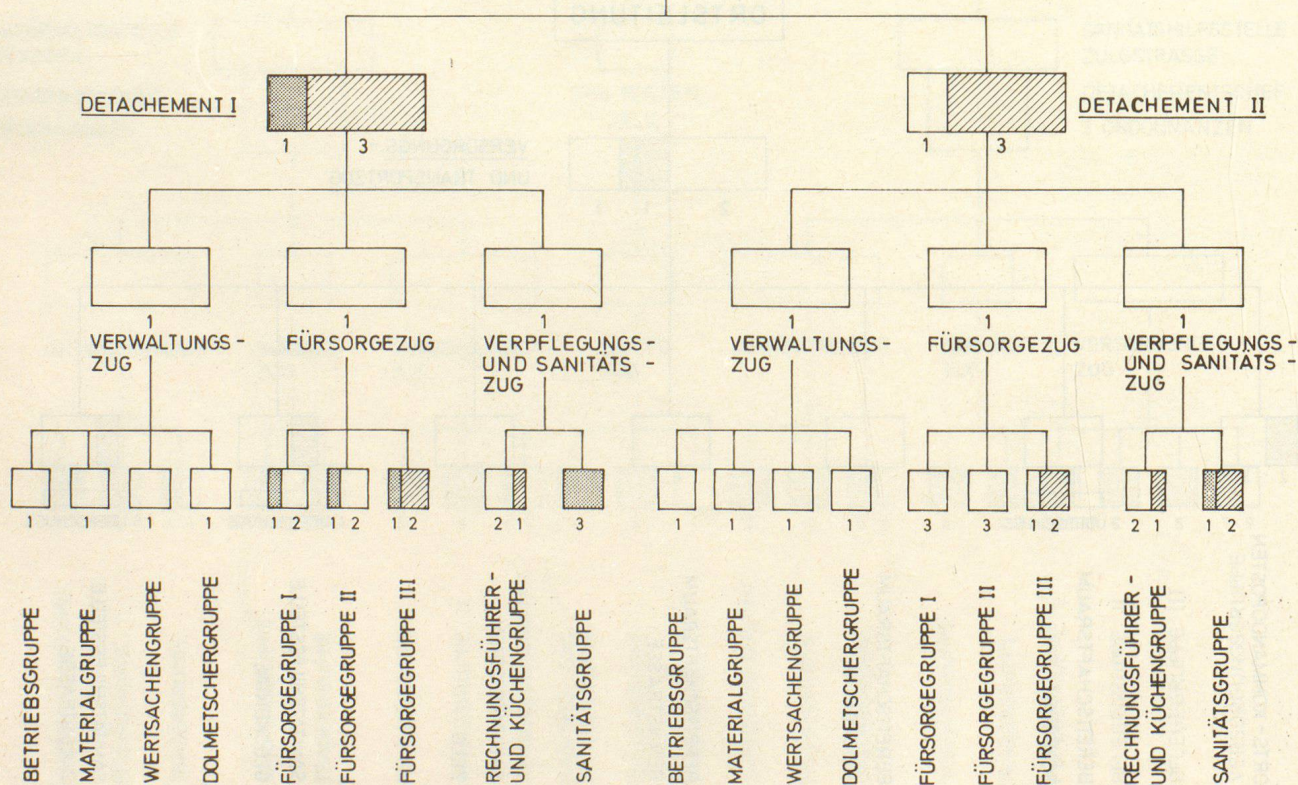 DETACHEMENT I
1 3
DETACHEMENT II
1 3
1
VERWALTUNGS-
ZUG
1
FÜRSORGEZUG
1
VERPFLEGUNGS-
UND SANITÄTS-
ZUG
1
VERWALTUNGS-
ZUG
1
FÜRSORGEZUG
1
VERPFLEGUNGS-
UND SANITÄTS-
ZUG
1 1 1 1 1 2 1 2 1 2 2 1 3
1 1 1 1 3 3 1 2 2 1 1 2
BETRIEBSGRUPPE
MATERIALGRUPPE
WERTSACHENGRUPPE
DOLMETSCHERGRUPPE
FÜRSORGEGRUPPE I
FÜRSORGEGRUPPE II
FÜRSORGEGRUPPE III
RECHNUNGSFÜHRER-
UND KÜCHENGRUPPE
SANITÄTSGRUPPE
BETRIEBSGRUPPE
MATERIALGRUPPE
WERTSACHENGRUPPE
DOLMETSCHERGRUPPE
FÜRSORGEGRUPPE I
FÜRSORGEGRUPPE II
FÜRSORGEGRUPPE III
RECHNUNGSFÜHRER-
UND KÜCHENGRUPPE
SANITÄTSGRUPPE